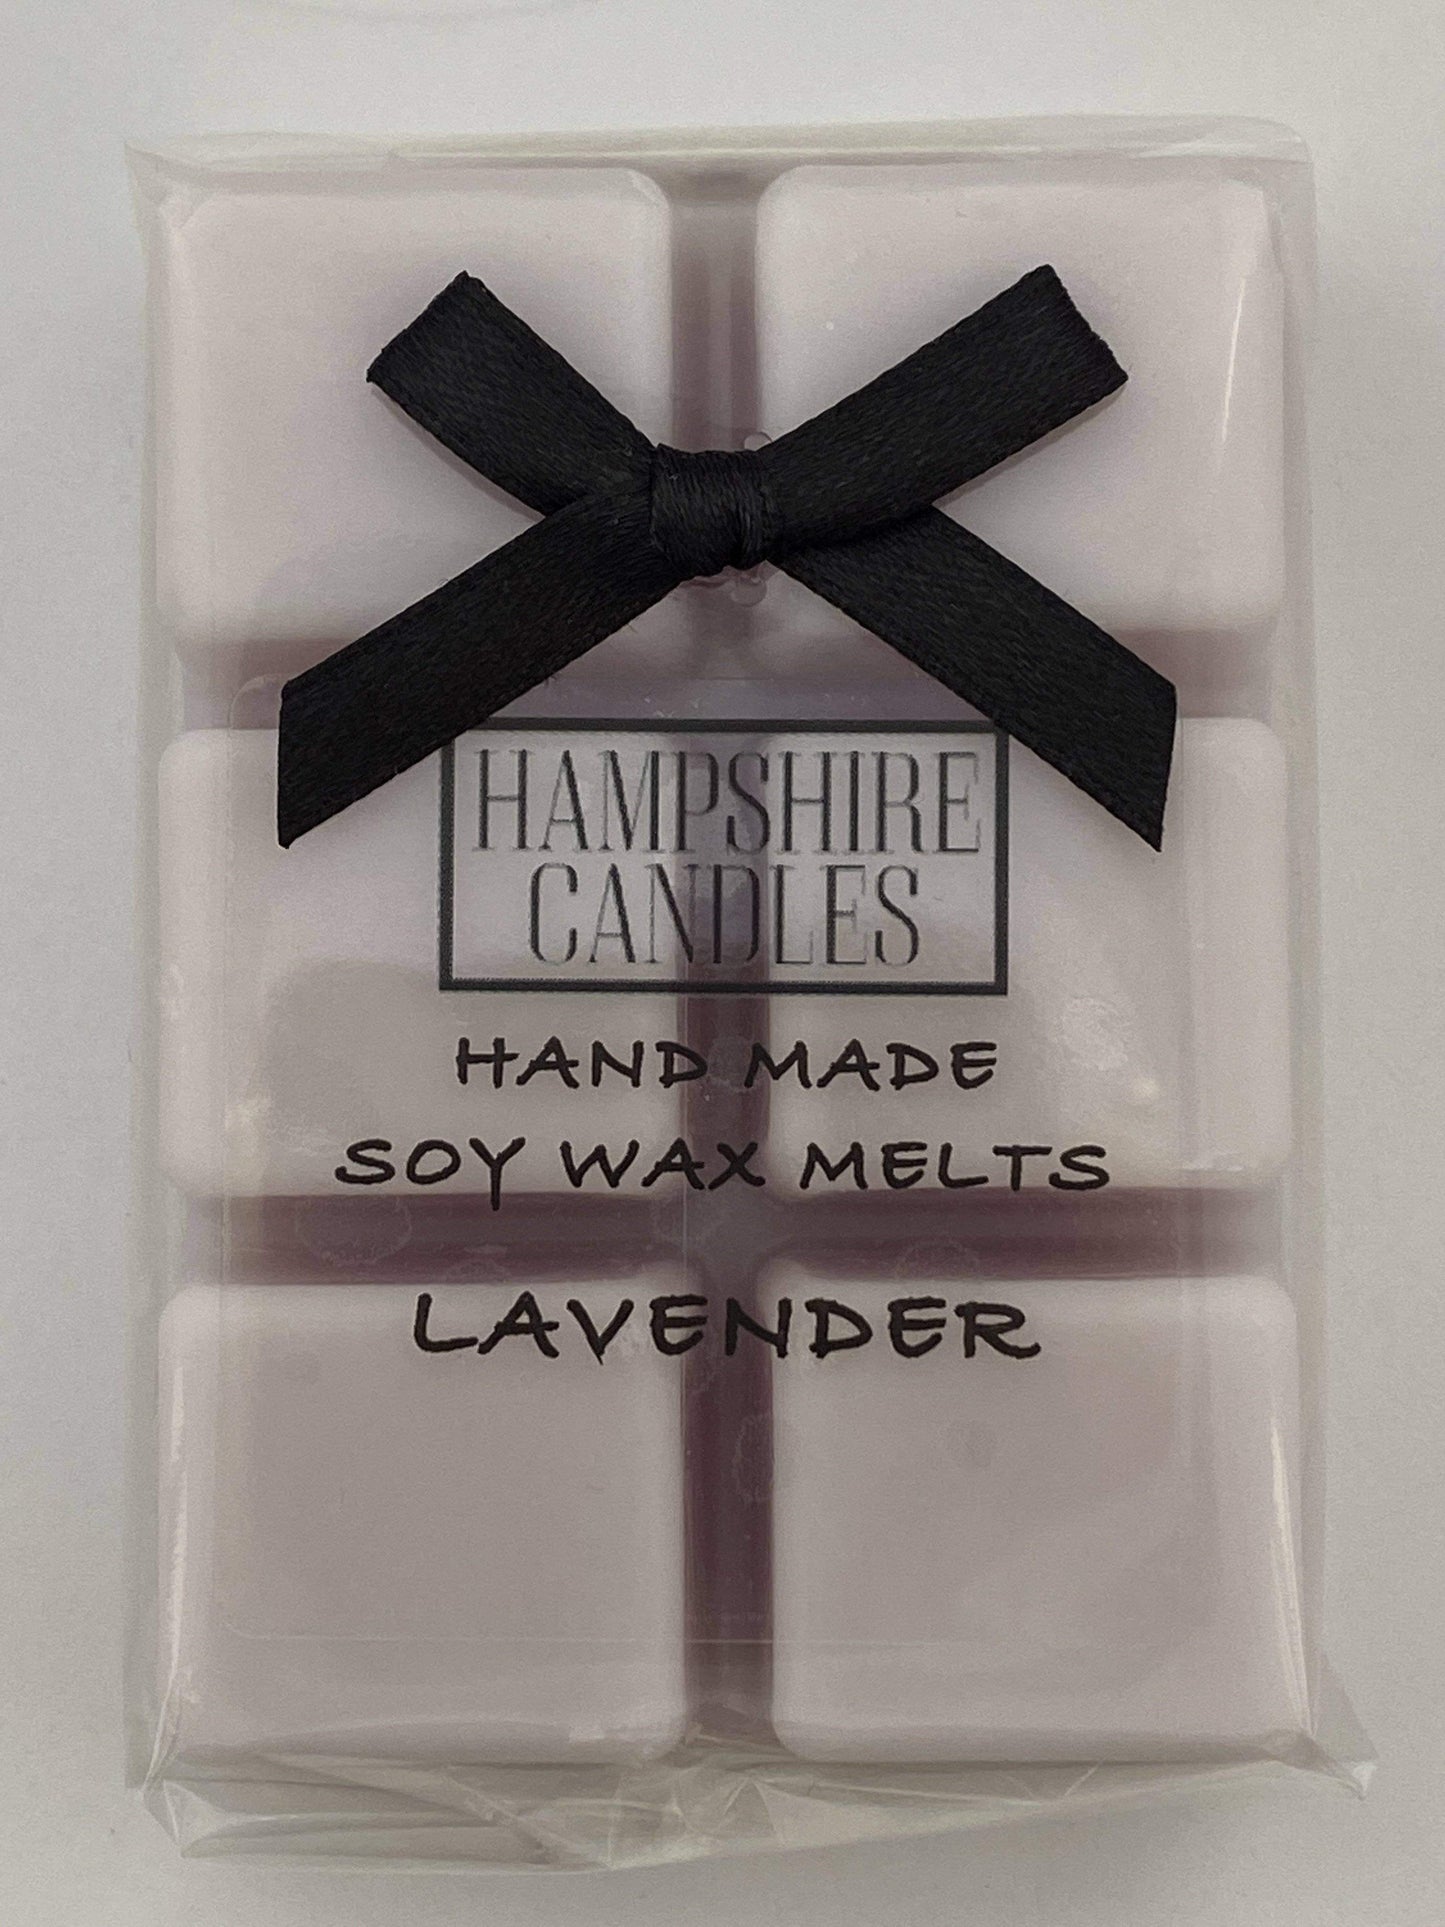 HAMPSHIRE
CANDLES
HAND MADE
SOY WAX MELTS
LAVENDER